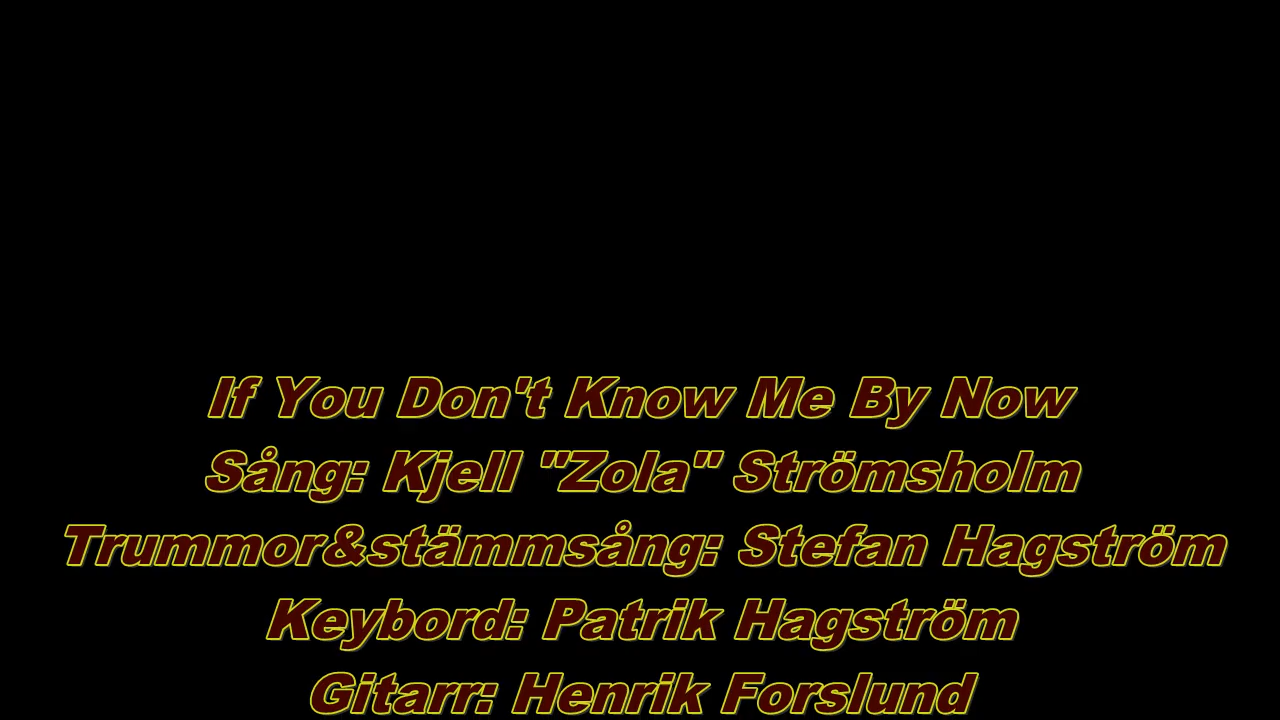 If You Don't Know Me By Now
Sång: Kjell "Zola" Strömsholm
Trummor&stämmsång: Stefan Hagström
Keybord: Patrik Hagström
Gitarr: Henrik Forslund